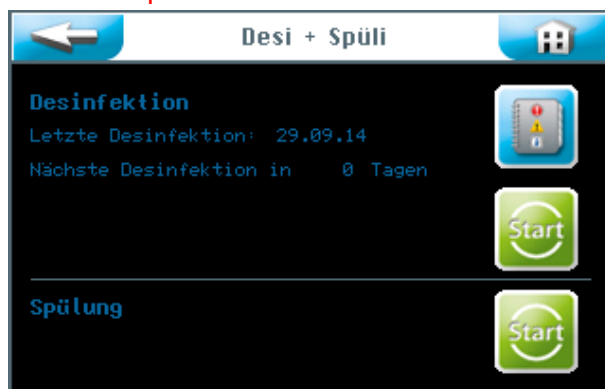 Desi + Spüli
Desinfektion
Letzte Desinfektion: 29.09.14
Nächste Desinfektion in 0 Tagen
Start
Spülung
Start